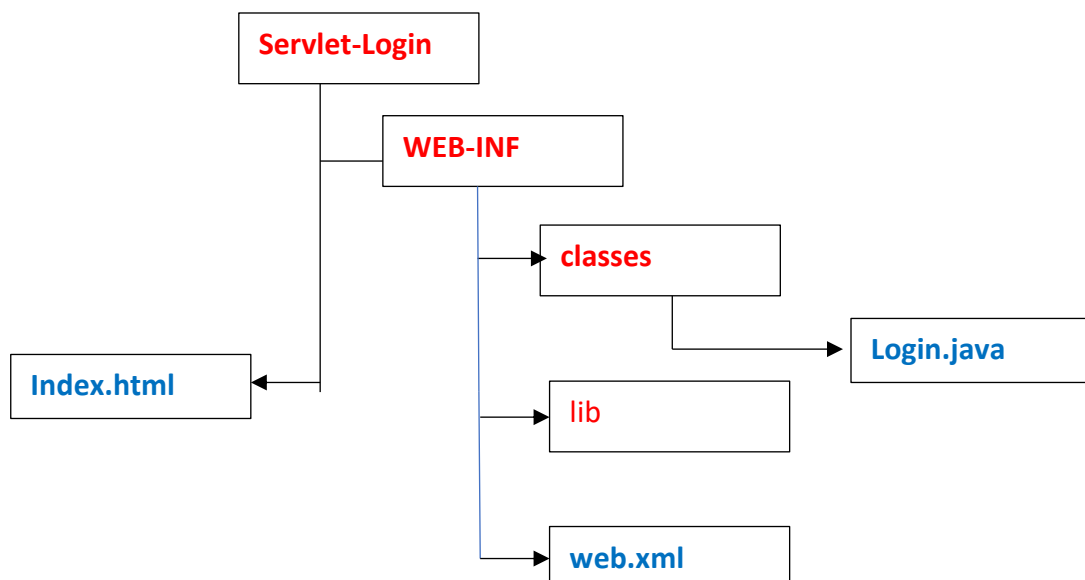 Servlet-Login
WEB-INF
classes
Login.java
Index.html
lib
web.xml